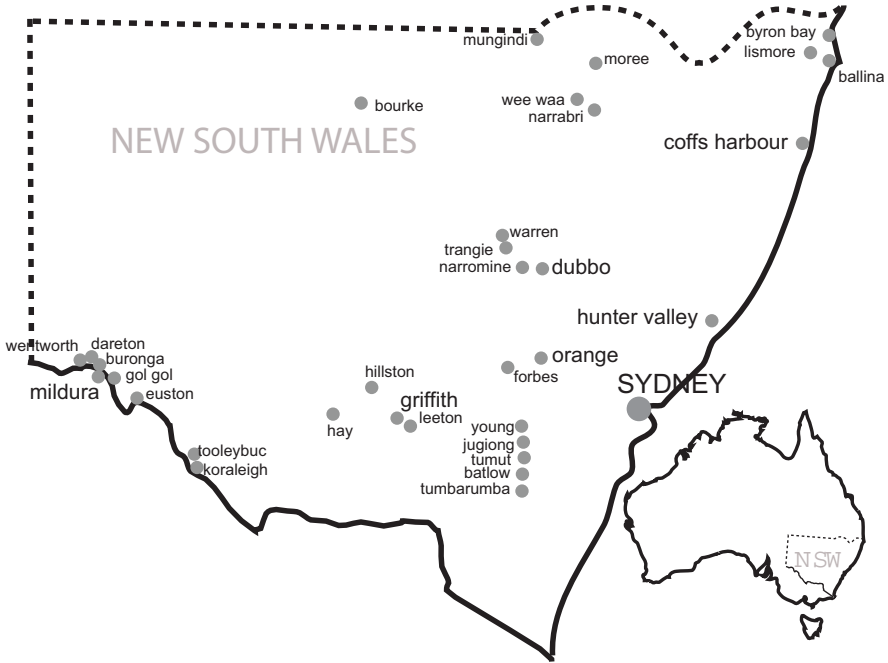 mungindi
byron bay
lismore
ballina
moree
wee waa
narrabri
bourke
NEW SOUTH WALES
coffs harbour
warren
trangie
narromine
dubbo
hunter valley
wentworth
dareton
buronga
gol gol
mildura
euston
hillston
orange
forbes
SYDNEY
griffith
leeton
hay
young
jugiong
tumut
batlow
tumbarumba
tooleybuc
koraleigh
NSW